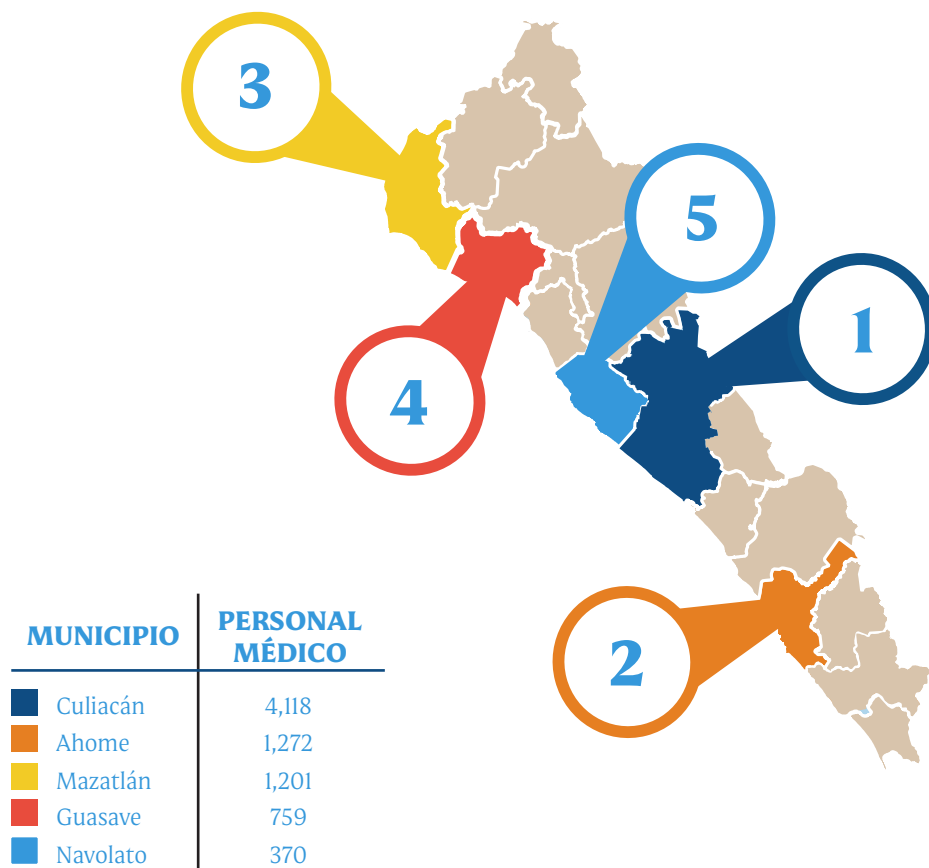 3
5
1
4
2
MUNICIPIO
PERSONAL
MÉDICO
Culiacán 4,118
Ahome 1,272
Mazatlán 1,201
Guasave 759
Navolato 370